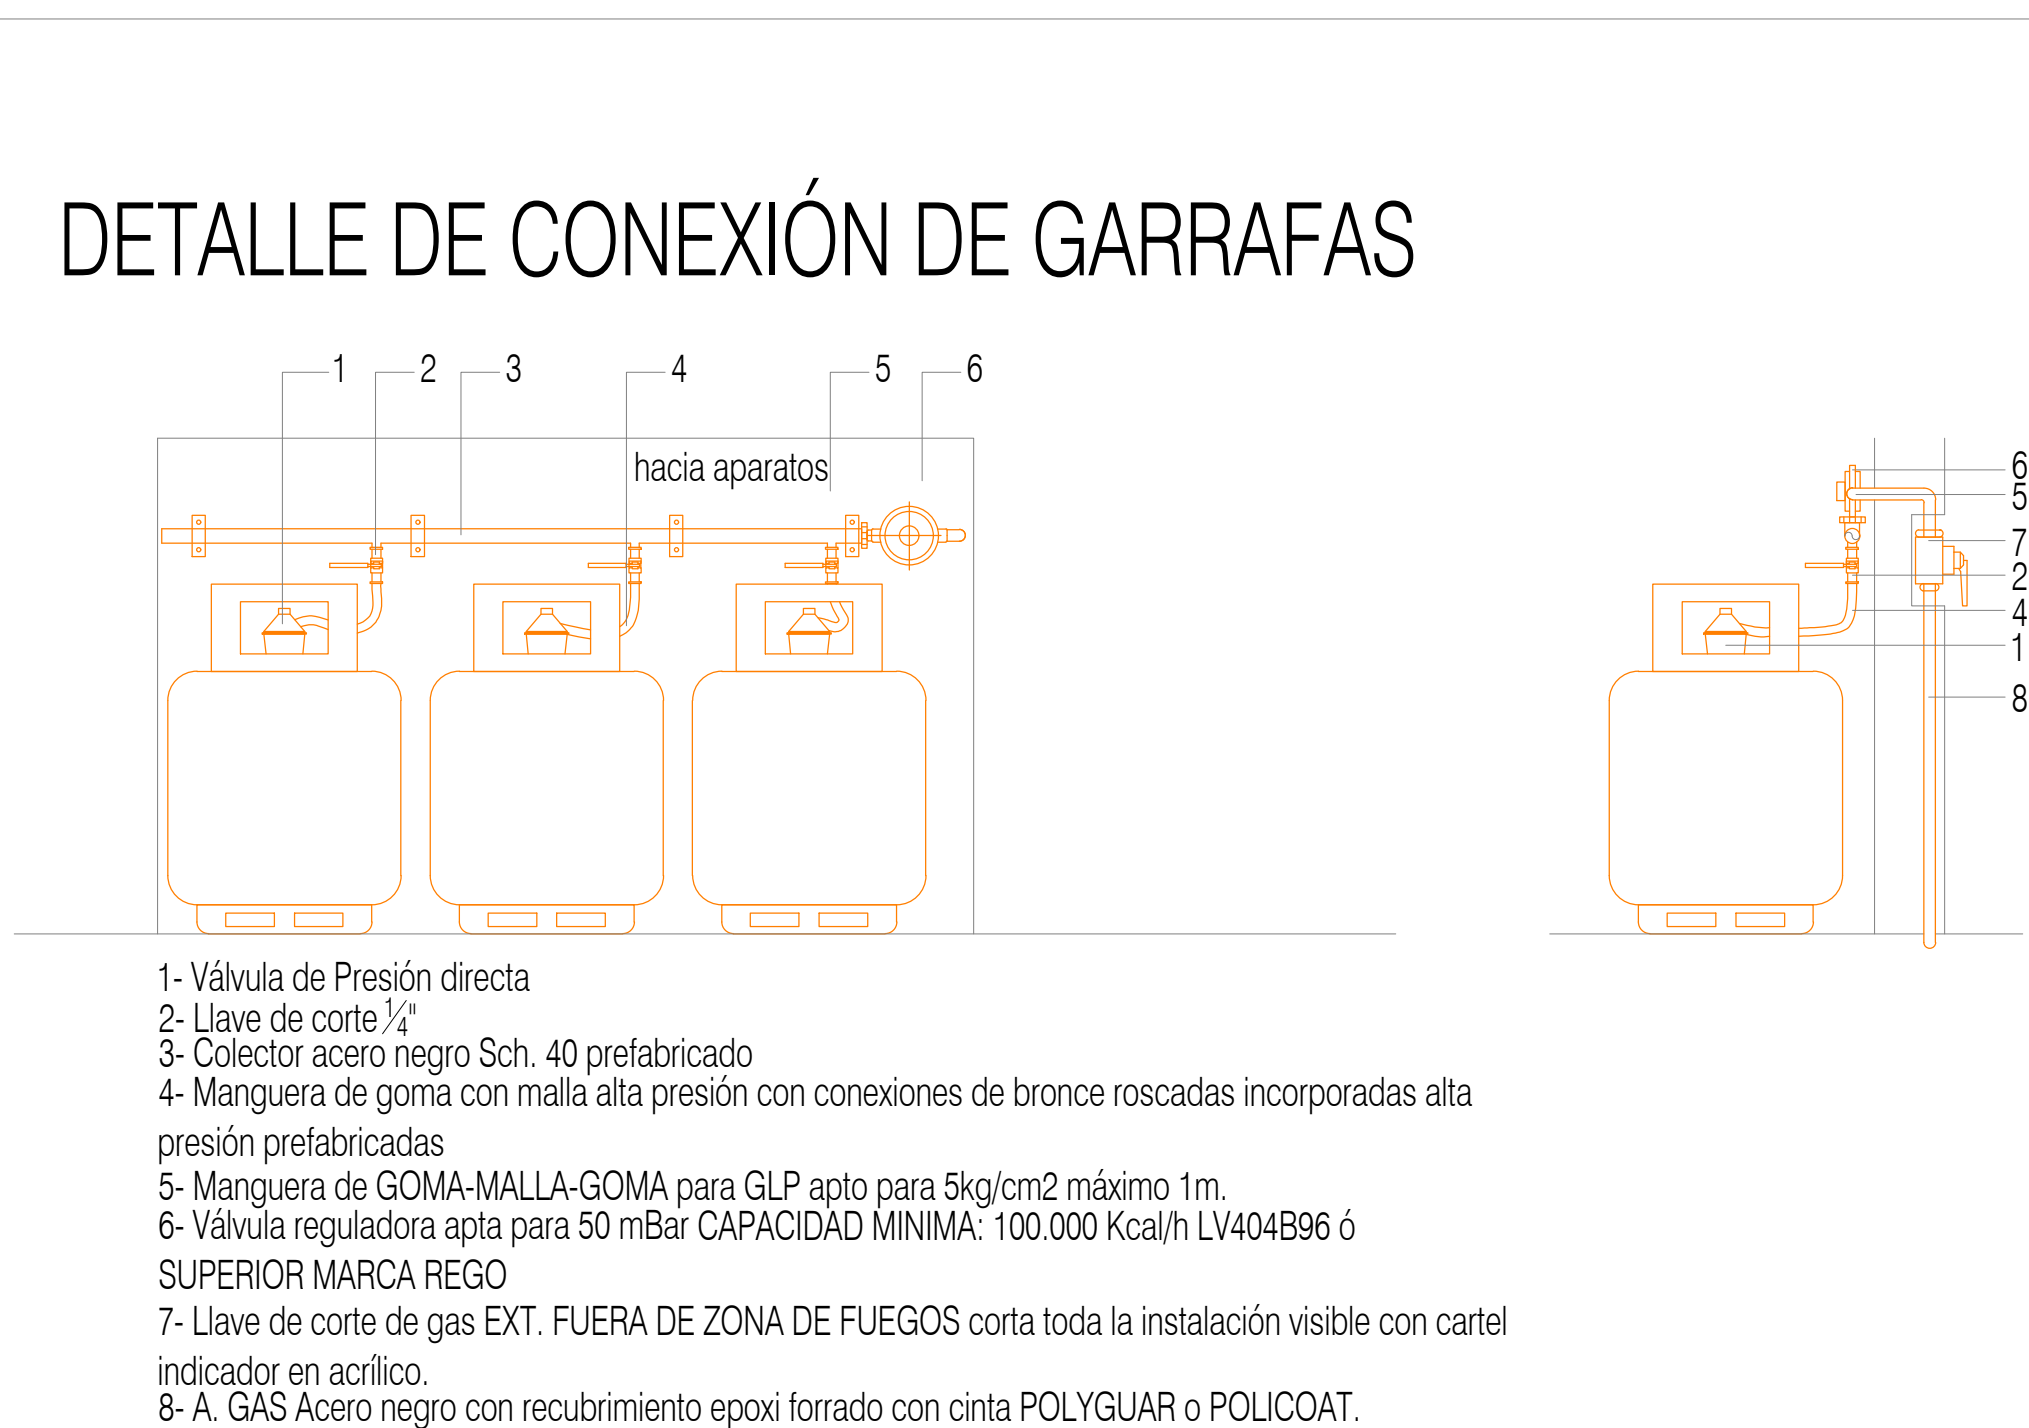 DETALLE DE CONEXIÓN DE GARRAFAS
1 2 3 4 5 6
hacia aparatos
6
5
7
2
4
1
8
1- Válvula de Presión directa
2- Llave de corte 1/4"
3- Colector acero negro Sch. 40 prefabricado
4- Manguera de goma con malla alta presión con conexiones de bronce roscadas incorporadas alta
presión prefabricadas
5- Manguera de GOMA-MALLA-GOMA para GLP apto para 5kg/cm2 máximo 1m.
6- Válvula reguladora apta para 50 mBar CAPACIDAD MINIMA: 100.000 Kcal/h LV404B96 ó
SUPERIOR MARCA REGO
7- Llave de corte de gas EXT. FUERA DE ZONA DE FUEGOS corta toda la instalación visible con cartel
indicador en acrílico.
8- A. GAS Acero negro con recubrimiento epoxi forrado con cinta POLYGUAR o POLICOAT.